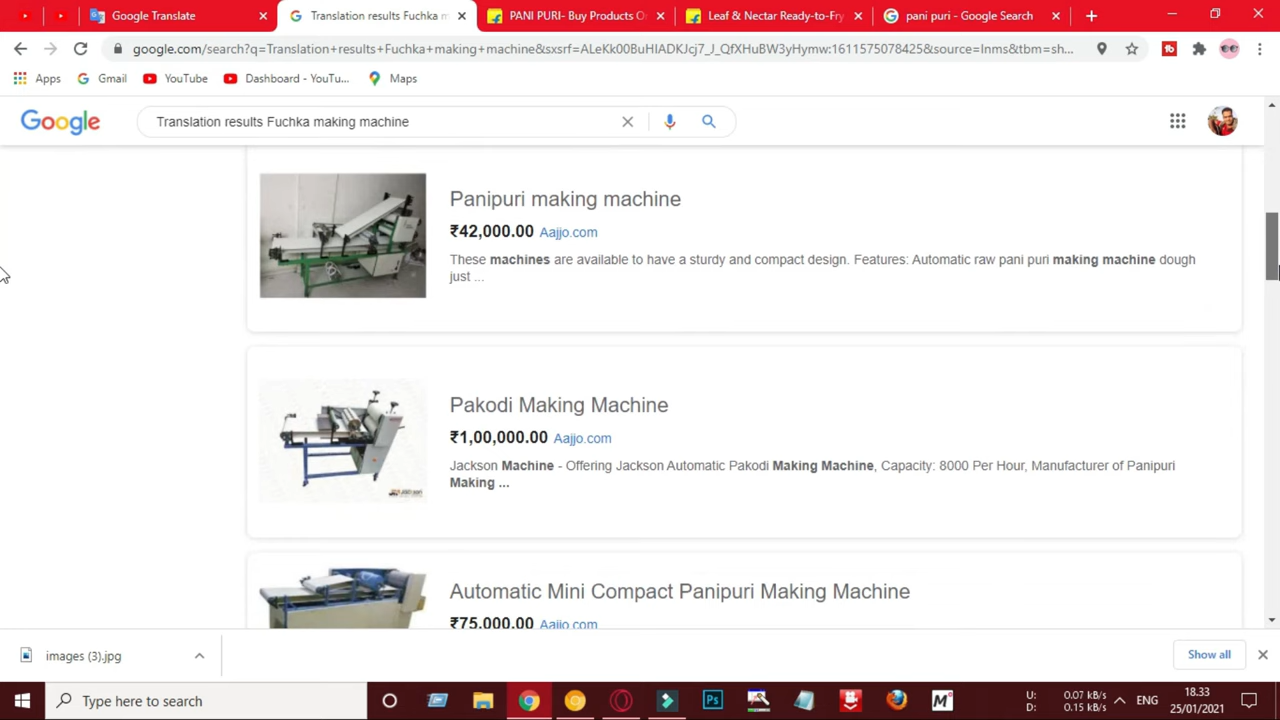 Google Translate
Translation results Fuchka m
PANI PURI- Buy Products O
Leaf & Nectar Ready-to-Fry
pani puri - Google Search
google.com/search?q=Translation+results+Fuchka+making+machine&sxsrf=ALeKk00BuHIADKJcj7_J_QfXHuBW3yHymw:1611575078425&source=lnms&tbm=sh...
Apps
Gmail
YouTube
Dashboard - YouTu...
Maps
Google
Translation results Fuchka making machine
Panipuri making machine
₹42,000.00 Aajjo.com
These machines are available to have a sturdy and compact design. Features: Automatic raw pani puri making machine dough
just ...
Pakodi Making Machine
₹1,00,000.00 Aajjo.com
Jackson Machine - Offering Jackson Automatic Pakodi Making Machine, Capacity: 8000 Per Hour, Manufacturer of Panipuri
Making ...
Automatic Mini Compact Panipuri Making Machine
₹75,000.00 Aajjo.com
images (3).jpg
Show all
Type here to search
Ps
M
U: 0.07 kB/s
D: 0.15 kB/s
ENG
18.33
25/01/2021